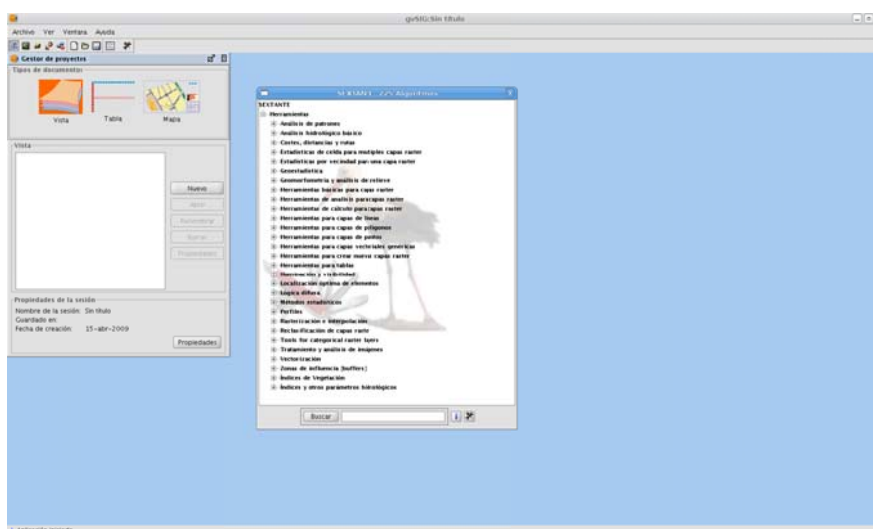 gvSIG:Sin título
Archivo Ver Ventana Ayuda
Gestor de proyectos
Tipos de documentos
Vista Tabla Mapa
Vista
Nuevo
Abrir
Renombrar
Borrar
Propiedades
Propiedades de la sesión
Nombre de la sesión: Sin título
Guardado en:
Fecha de creación: 15-abr-2009
Propiedades
SEXTANTE - 225 Algoritmos
SEXTANTE
Herramientas
Análisis de patrones
Análisis hidrológico básico
Costes, distancias y rutas
Estadísticas de celda para multiples capas raster
Estadísticas por vecindad para una capa raster
Geoestadística
Geomorfometría y análisis de relieve
Herramientas básicas para capas raster
Herramientas de análisis para capas raster
Herramientas de cálculo para capas raster
Herramientas para capas de líneas
Herramientas para capas de polígonos
Herramientas para capas de puntos
Herramientas para capas vectoriales genéricas
Herramientas para crear nuevas capas raster
Herramientas para tablas
Iluminación y visibilidad
Localización óptima de elementos
Lógica difusa
Métodos estadísticos
Perfiles
Rasterización e interpolación
Reclasificación de capas raster
Tools for categorical raster layers
Tratamiento y análisis de imágenes
Vectorización
Zonas de influencia (buffers)
Índices de Vegetación
Índices y otros parámetros hidrológicos
Buscar